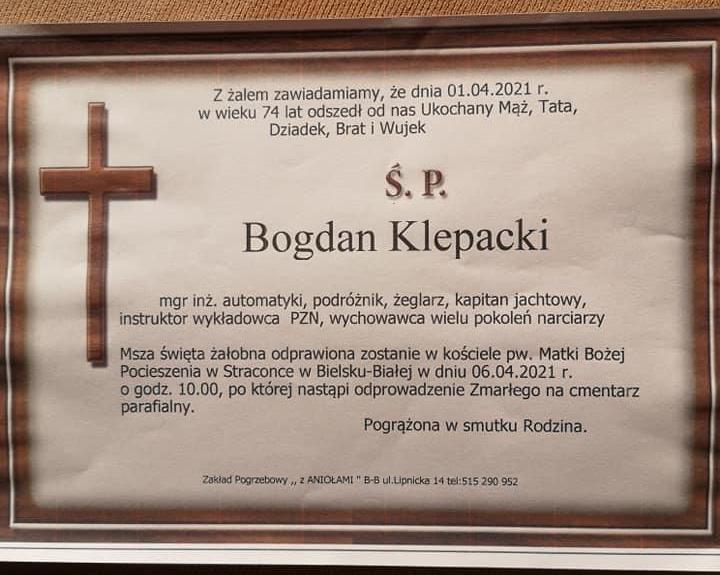 Z żalem zawiadamiamy, że dnia 01.04.2021 r.
w wieku 74 lat odszedł od nas Ukochany Mąż, Tata,
Dziadek, Brat i Wujek
Ś. P.
Bogdan Klepacki
mgr inż. automatyki, podróżnik, żeglarz, kapitan jachtowy,
instruktor wykładowca PZN, wychowawca wielu pokoleń narciarzy
Msza święta żałobna odprawiona zostanie w kościele pw. Matki Bożej
Pocieszenia w Straconce w Bielsku-Białej w dniu 06.04.2021 r.
o godz. 10.00, po której nastąpi odprowadzenie Zmarłego na cmentarz
parafialny.
Pogrążona w smutku Rodzina.
Zakład Pogrzebowy ,, z ANIOŁAMI " B-B ul.Lipnicka 14 tel:515 290 952